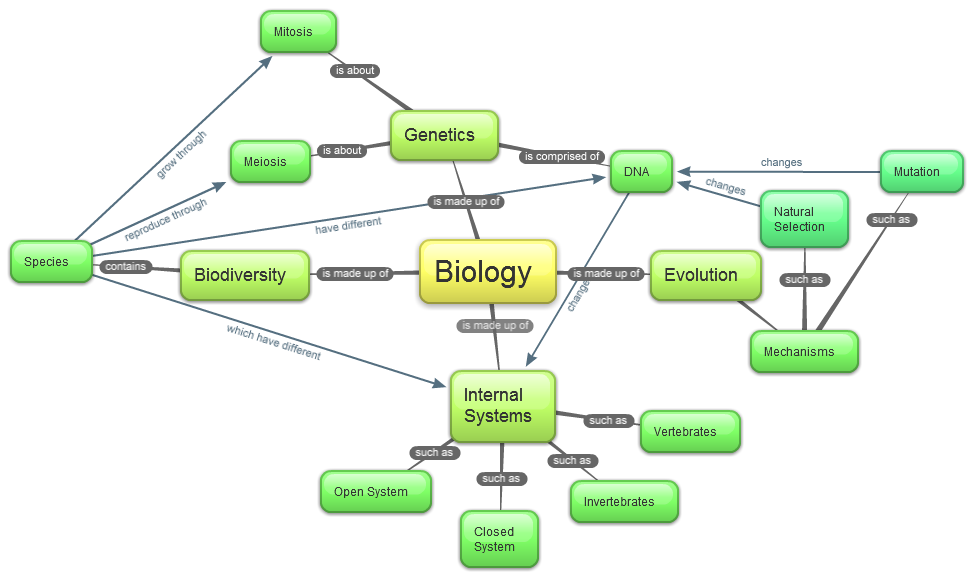 Mitosis
is about
Genetics
grow through
Meiosis
is about
is comprised of
DNA
changes
Mutation
changes
Natural
Selection
such as
reproduce through
have different
is made up of
Species
contains
Biodiversity
is made up of
Biology
is made up of
Evolution
such as
changes
which have different
is made up of
Mechanisms
Internal
Systems
such as
Vertebrates
such as
such as
such as
Open System
Closed
System
Invertebrates